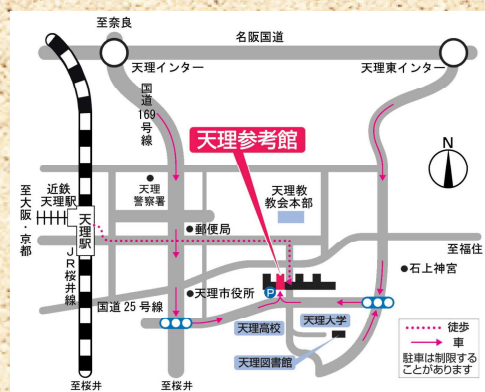 至奈良
名阪国道
天理インター
天理東インター
国道
169
号線
天理参考館
N
天理
警察署
天理教
教会本部
近鉄
天理駅
至大阪・京都
天理駅
郵便局
至福住
JR桜井線
石上神宮
天理市役所
P
国道25号線
天理高校
天理大学
天理図書館
徒歩
車
駐車は制限する
ことがあります
至桜井
至桜井